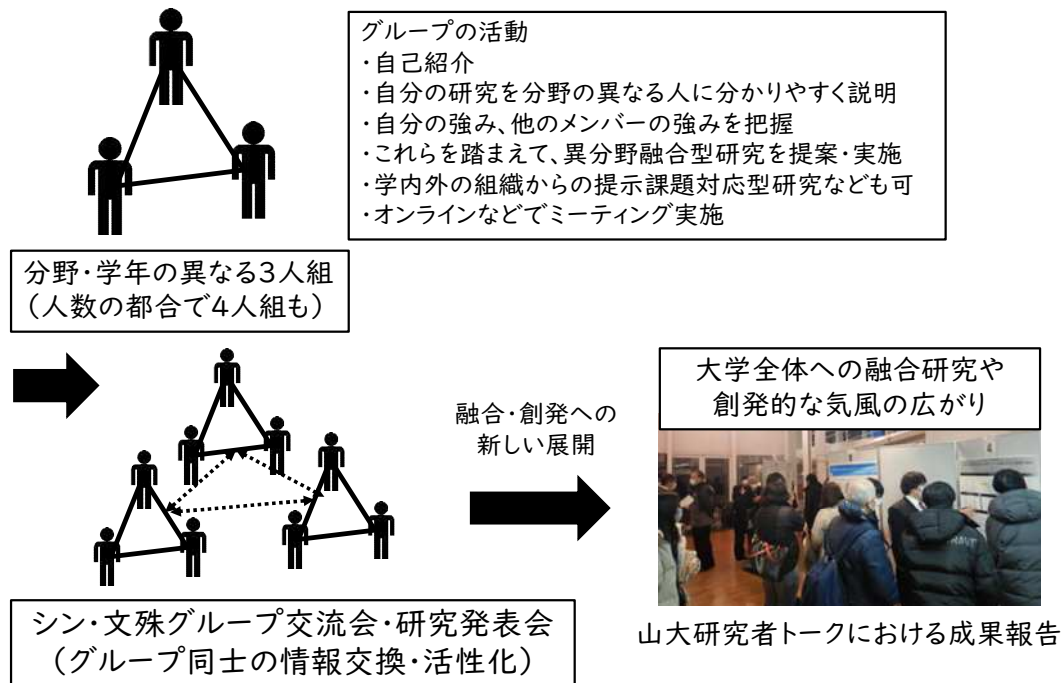 グループの活動
・自己紹介
・自分の研究を分野の異なる人に分かりやすく説明
・自分の強み、他のメンバーの強みを把握
・これらを踏まえて、異分野融合型研究を提案・実施
・学内外の組織からの提示課題対応型研究なども可
・オンラインなどでミーティング実施
分野・学年の異なる3人組
(人数の都合で4人組も)
融合・創発への
新しい展開
大学全体への融合研究や
創発的な気風の広がり
シン・文殊グループ交流会・研究発表会
(グループ同士の情報交換・活性化)
山大研究者トークにおける成果報告